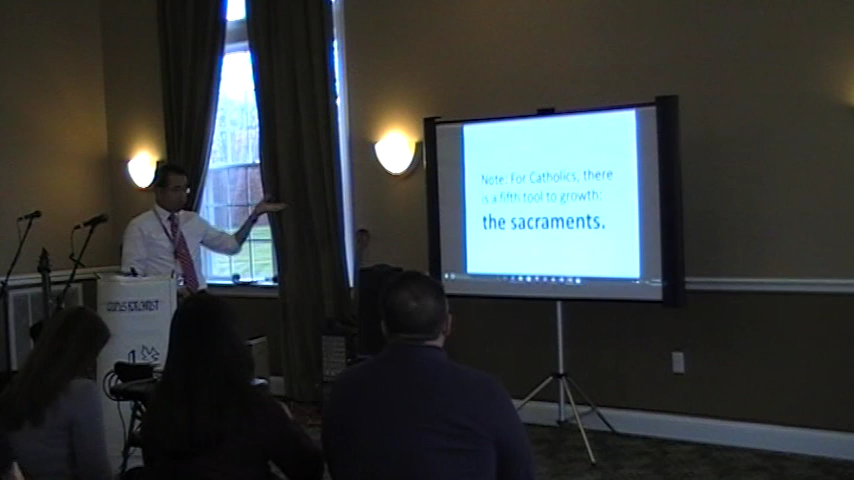 Note: For Catholics, there
is a fifth tool to growth:
the sacraments.